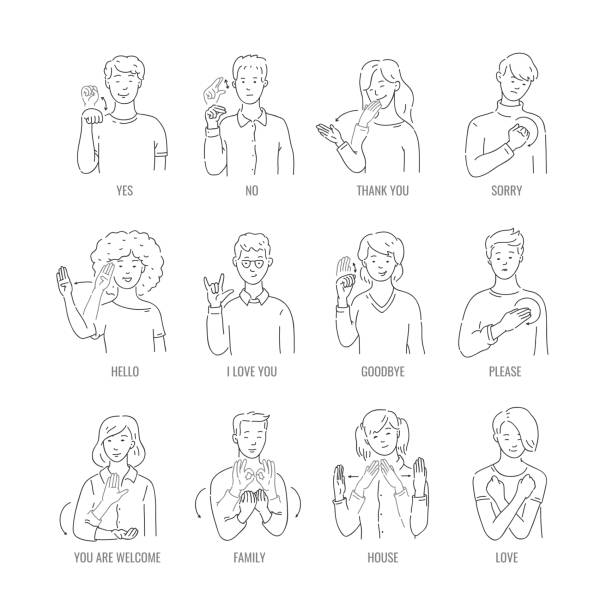 YES
NO
THANK YOU
SORRY
HELLO
I LOVE YOU
GOODBYE
PLEASE
YOU ARE WELCOME
FAMILY
HOUSE
LOVE